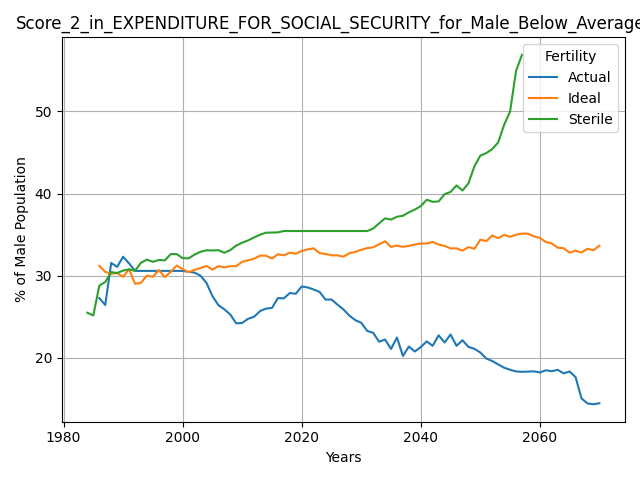 Score_2_in_EXPENDITURE_FOR_SOCIAL_SECURITY_for_Male_Below_Average
Fertility
Actual
Ideal
Sterile
% of Male Population
50
40
30
20
1980
2000
2020
2040
2060
Years